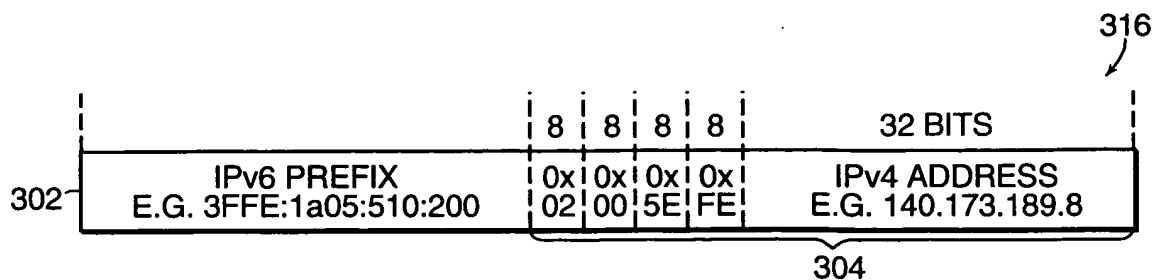 316
8 8 8 8 32 BITS
302 IPv6 PREFIX 0x 0x 0x 0x IPv4 ADDRESS
E.G. 3FFE:1a05:510:200 02 00 5E FE E.G. 140.173.189.8
304